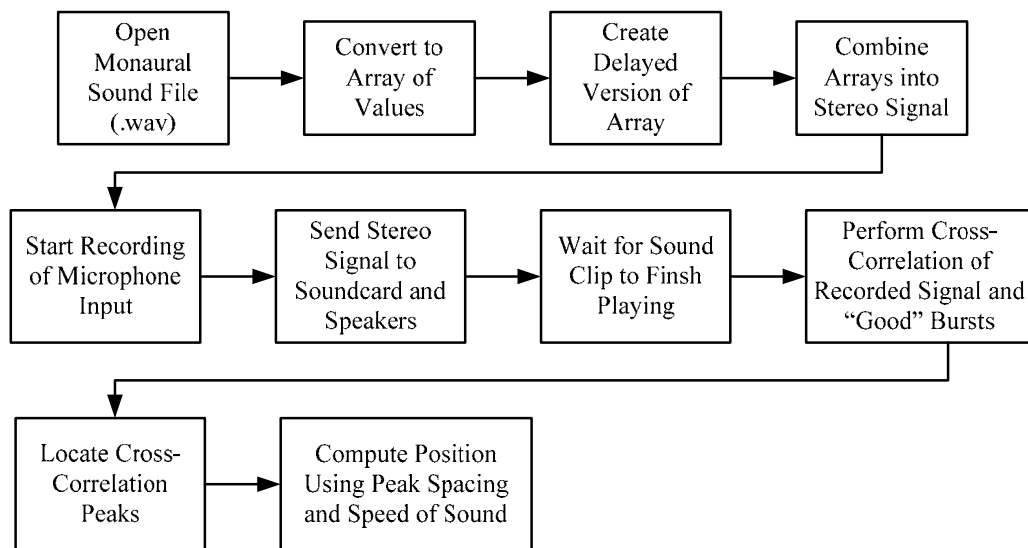 Open
Monaural
Sound File
(.wav)
Convert to
Array of
Values
Create
Delayed
Version of
Array
Combine
Arrays into
Stereo Signal
Start Recording
of Microphone
Input
Send Stereo
Signal to
Soundcard and
Speakers
Wait for Sound
Clip to Finsh
Playing
Perform Cross-
Correlation of
Recorded Signal and
“Good” Bursts
Locate Cross-
Correlation
Peaks
Compute Position
Using Peak Spacing
and Speed of Sound